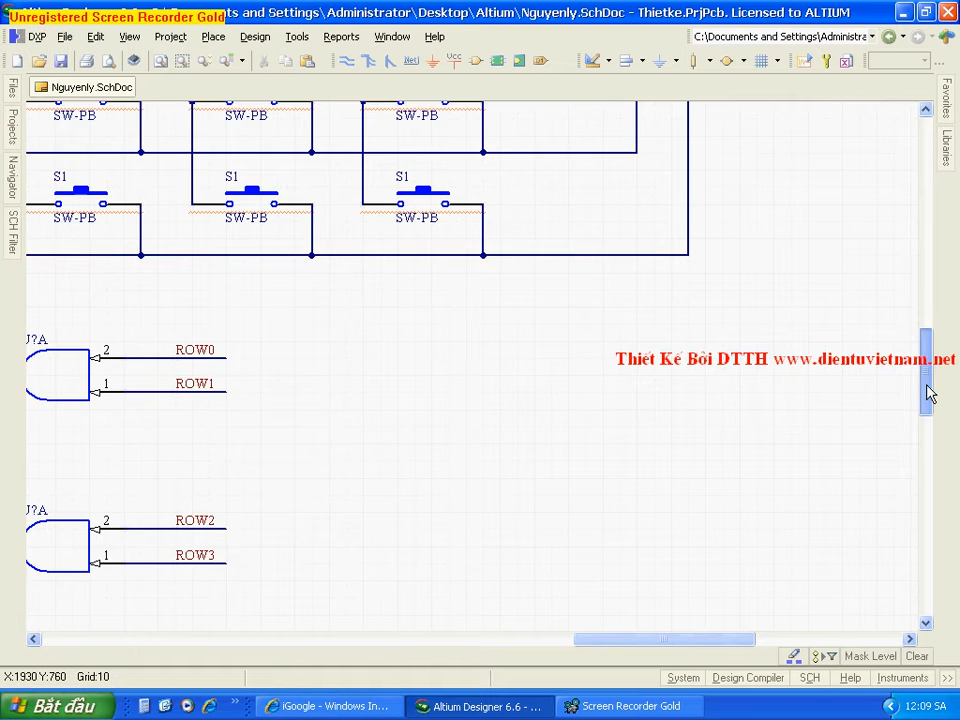 Unregistered Screen Recorder Gold
nts and Settings\Administrator\Desktop\Altium\Nguyenly.SchDoc - Thietke.PrjPcb. Licensed to ALTIUM
DXP File Edit View Project Place Design Tools Reports Window Help
C:\Documents and Settings\Administra
Net Vcc
Nguyenly.SchDoc
Files
Projects
Navigator
SCH Filter
Favorites
Libraries
SW-PB SW-PB SW-PB
S1 S1 S1
SW-PB SW-PB SW-PB
U?A
2 ROW0
1 ROW1
Thiết Kế Bởi DTTH www.dientuvietnam.net
U?A
2 ROW2
1 ROW3
Mask Level Clear
X:1930 Y:760 Grid:10
System Design Compiler SCH Help Instruments >>
Bắt đầu
iGoogle - Windows In...
Altium Designer 6.6 - ...
Screen Recorder Gold
12:09 SA